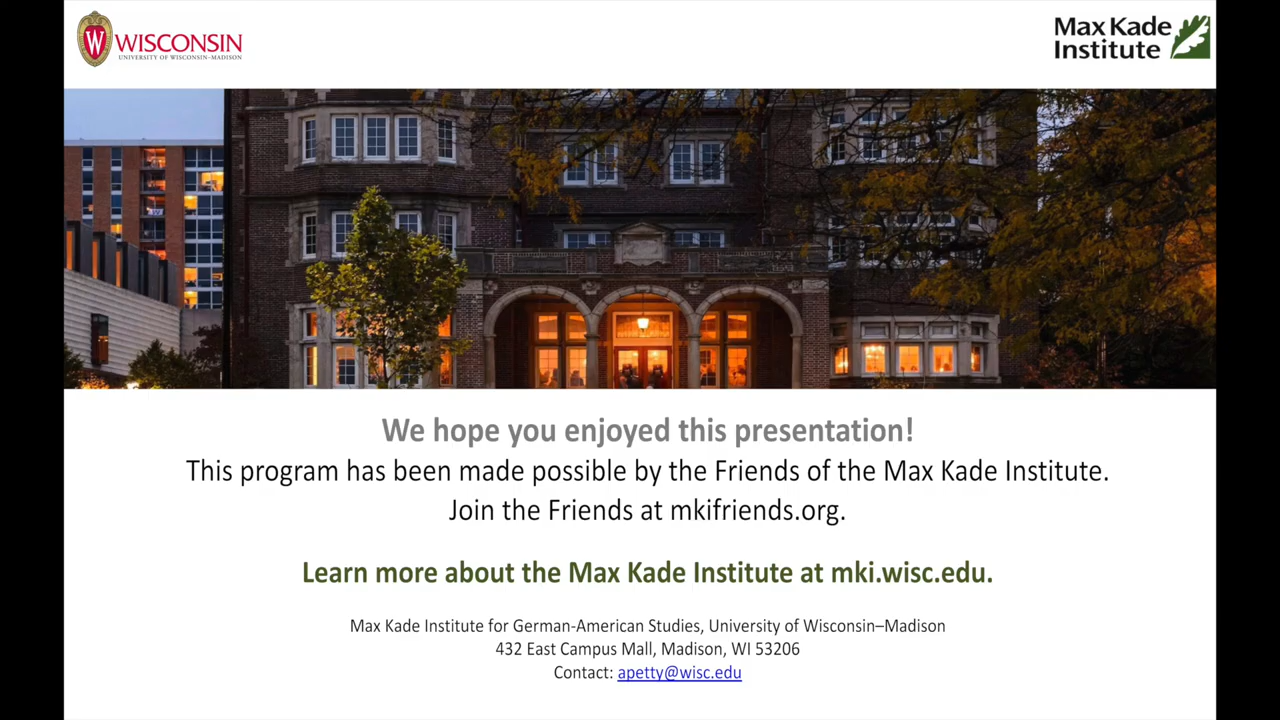 W
WISCONSIN
UNIVERSITY OF WISCONSIN–MADISON
Max Kade
Institute
We hope you enjoyed this presentation!
This program has been made possible by the Friends of the Max Kade Institute.
Join the Friends at mkifriends.org.
Learn more about the Max Kade Institute at mki.wisc.edu.
Max Kade Institute for German-American Studies, University of Wisconsin–Madison
432 East Campus Mall, Madison, WI 53206
Contact: apetty@wisc.edu